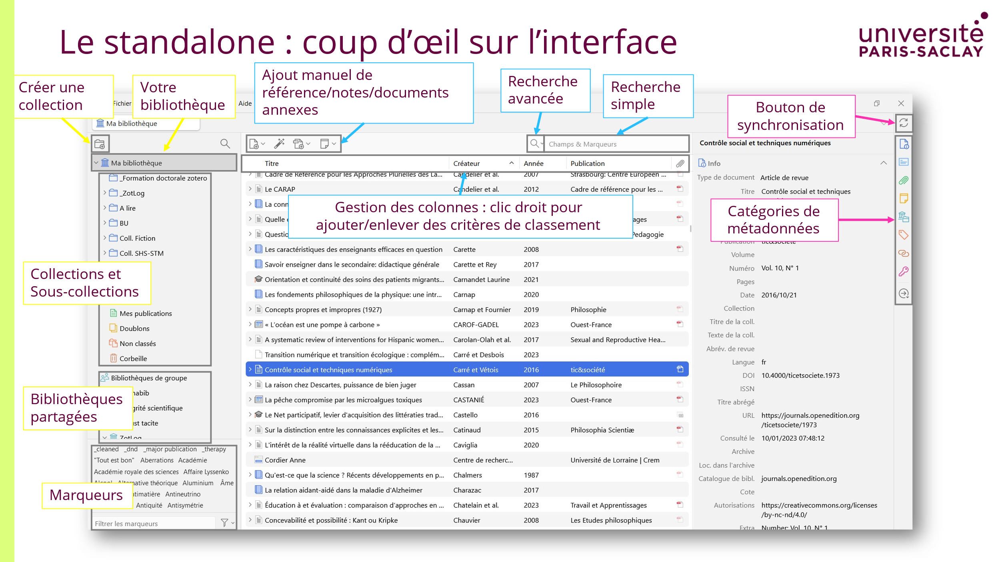 Le standalone : coup d’œil sur l’interface
université
PARIS-SACLAY
Créer une
collection
Votre
bibliothèque
Ajout manuel de
référence/notes/documents
annexes
Recherche
avancée
Recherche
simple
Bouton de
synchronisation
Fichier
Aide
Ma bibliothèque
Champs & Marqueurs
Ma bibliothèque
_Formation doctorale zotero
_ZotLog
A lire
BU
Coll. Fiction
Coll. SHS-STM
Collections et
Sous-collections
Mes publications
Doublons
Non classés
Corbeille
Bibliothèques de groupe
Bibliothèques
partagées
grité scientifique
tacite
ZotLog
_cleaned _dnd _major publication _therapy
"Tout est bon" Aberrations Académie
Académie royale des sciences Affaire Lyssenko
Alcool Alternative théorique Aluminium Âme
Marqueurs
ntimatière Antineutrino
Antiquité Antisymétrie
Filtrer les marqueurs
Titre Créateur Année Publication
Cadre de Référence pour les Approches Plurielles des La... Candelier et al. 2007 Strasbourg: Centre Européen ...
Le CARAP Candelier et al. 2012 Cadre de référence pour les ...
La conn
Gestion des colonnes : clic droit pour
ajouter/enlever des critères de classement
Quelle ages
Questio Pedagogie
Les caractéristiques des enseignants efficaces en question Carette 2008
Savoir enseigner dans le secondaire: didactique générale Carette et Rey 2017
Orientation et continuité des soins des patients migrants... Carnandet Laurine 2021
Les fondements philosophiques de la physique: une intr... Carnap 2020
Concepts propres et impropres (1927) Carnap et Fournier 2019 Philosophie
« L’océan est une pompe à carbone » CAROF-GADEL 2023 Ouest-France
A systematic review of interventions for Hispanic women... Carolan-Olah et al. 2017 Sexual and Reproductive Hea...
Transition numérique et transition écologique : complém... Carré et Desbois 2023
Contrôle social et techniques numériques Carré et Vétois 2016 tic&société
La raison chez Descartes, puissance de bien juger Cassan 2007 Le Philosophoire
La pêche compromise par les microalgues toxiques CASTANIÉ 2023 Ouest-France
Le Net participatif, levier d'acquisition des littératies trad... Castello 2016
Sur la distinction entre les connaissances explicites et les... Catinaud 2015 Philosophia Scientiæ
L'intérêt de la réalité virtuelle dans la rééducation de la ... Caviglia 2020
Cordier Anne Centre de recherc... Université de Lorraine | Crem
Qu'est-ce que la science ? Récents développements en p... Chalmers 1987
La relation aidant-aidé dans la maladie d'Alzheimer Charazac 2017
Éducation à et évaluation : comparaison d’approches en ... Chatelain et al. 2023 Travail et Apprentissages
Concevabilité et possibilité : Kant ou Kripke Chauvier 2008 Les Etudes philosophiques
Contrôle social et techniques numériques
Info
Type de document Article de revue
Titre Contrôle social et techniques
Catégories de
métadonnées
Publication tic&société
Volume
Numéro Vol. 10, N° 1
Pages
Date 2016/10/21
Collection
Titre de la coll.
Texte de la coll.
Abrév. de revue
Langue fr
DOI 10.4000/ticetsociete.1973
ISSN
Titre abrégé
URL https://journals.openedition.org
/ticetsociete/1973
Consulté le 10/01/2023 07:48:12
Archive
Loc. dans l'archive
Catalogue de bibl. journals.openedition.org
Cote
Autorisations https://creativecommons.org/licenses
/by-nc-nd/4.0/
Extra Number: Vol. 10, N° 1